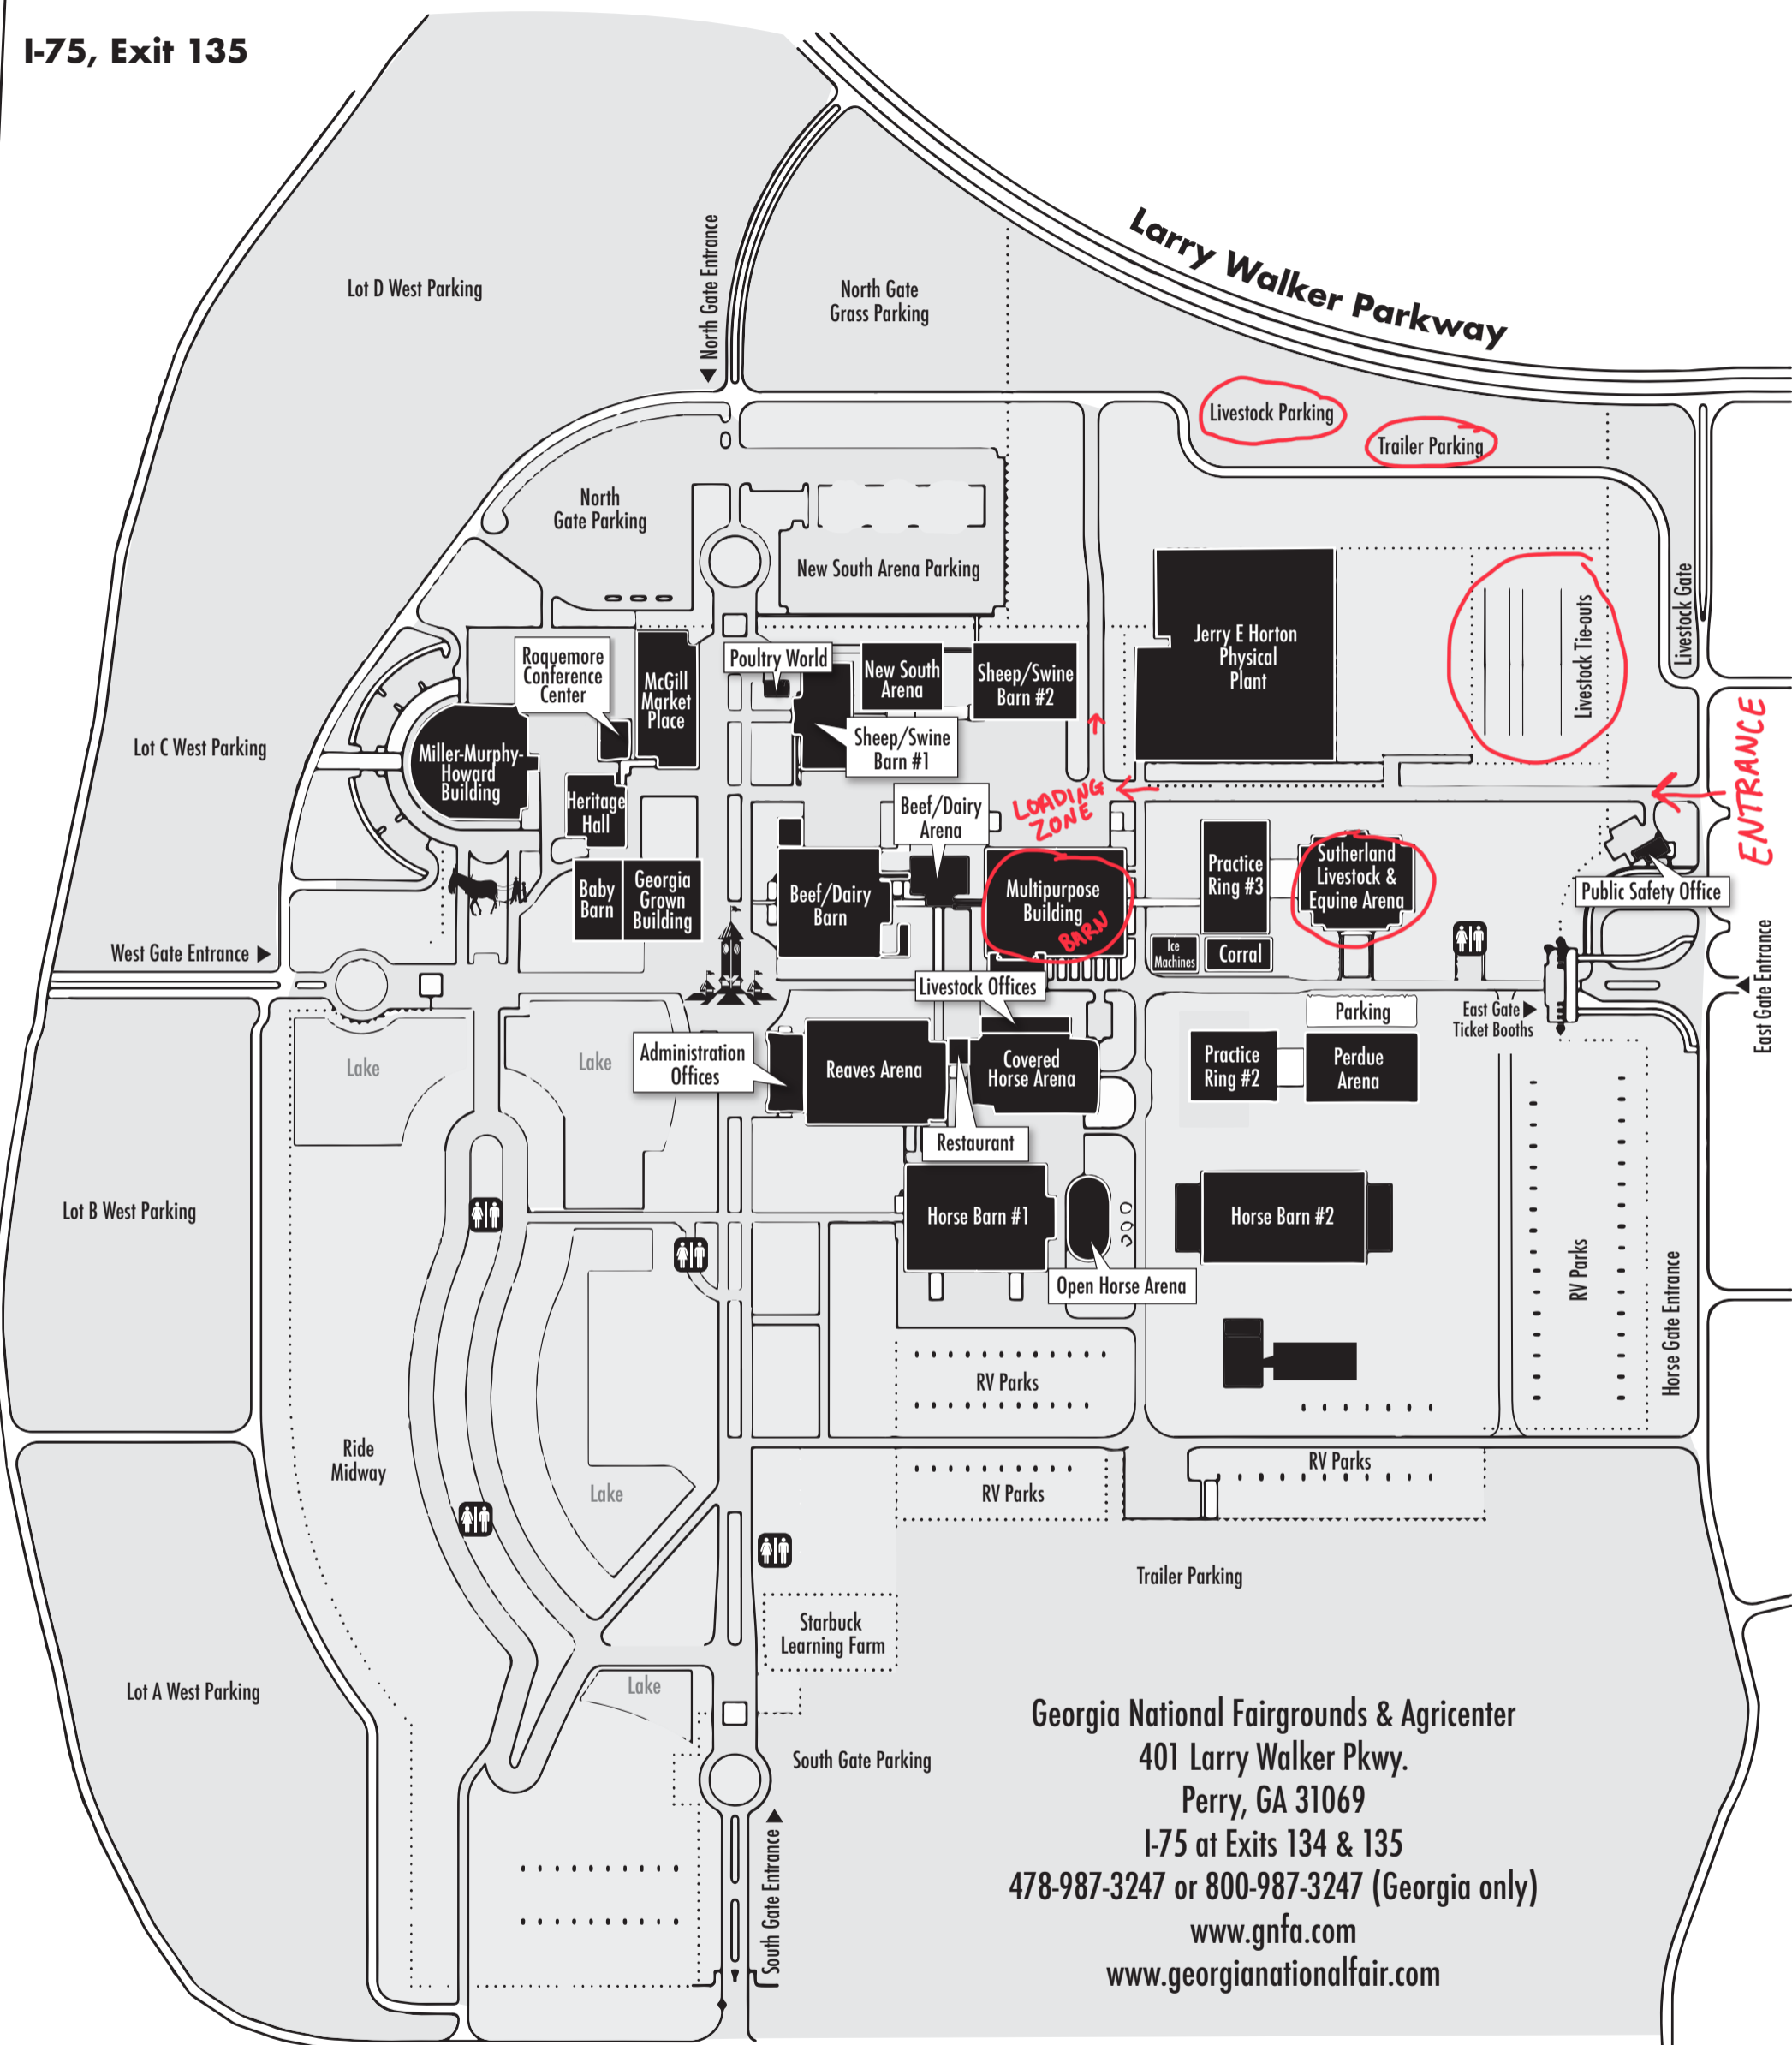 I-75, Exit 135
Larry Walker Parkway
Lot D West Parking
North Gate Entrance
North Gate
Grass Parking
Livestock Parking
Trailer Parking
North
Gate Parking
New South Arena Parking
Livestock Tie-outs
Livestock Gate
Jerry E Horton
Physical
Plant
Roquemore
Conference
Center
McGill
Market
Place
Poultry World
New South
Arena
Sheep/Swine
Barn #2
Sheep/Swine
Barn #1
Lot C West Parking
Miller-Murphy-
Howard
Building
Heritage
Hall
Beef/Dairy
Arena
LOADING
ZONE
ENTRANCE
Baby
Barn
Georgia
Grown
Building
Beef/Dairy
Barn
Multipurpose
Building
BARN
Practice
Ring #3
Sutherland
Livestock &
Equine Arena
Public Safety Office
Ice
Machines
Corral
West Gate Entrance
Livestock Offices
East Gate Entrance
East Gate
Ticket Booths
Parking
Lake
Lake
Administration
Offices
Reaves Arena
Covered
Horse Arena
Practice
Ring #2
Perdue
Arena
Restaurant
Lot B West Parking
Horse Barn #1
Horse Barn #2
Open Horse Arena
RV Parks
Horse Gate Entrance
RV Parks
Ride
Midway
Lake
RV Parks
RV Parks
Trailer Parking
Starbuck
Learning Farm
Lot A West Parking
Lake
South Gate Parking
South Gate Entrance
Georgia National Fairgrounds & Agricenter
401 Larry Walker Pkwy.
Perry, GA 31069
I-75 at Exits 134 & 135
478-987-3247 or 800-987-3247 (Georgia only)
www.gnfa.com
www.georgianationalfair.com